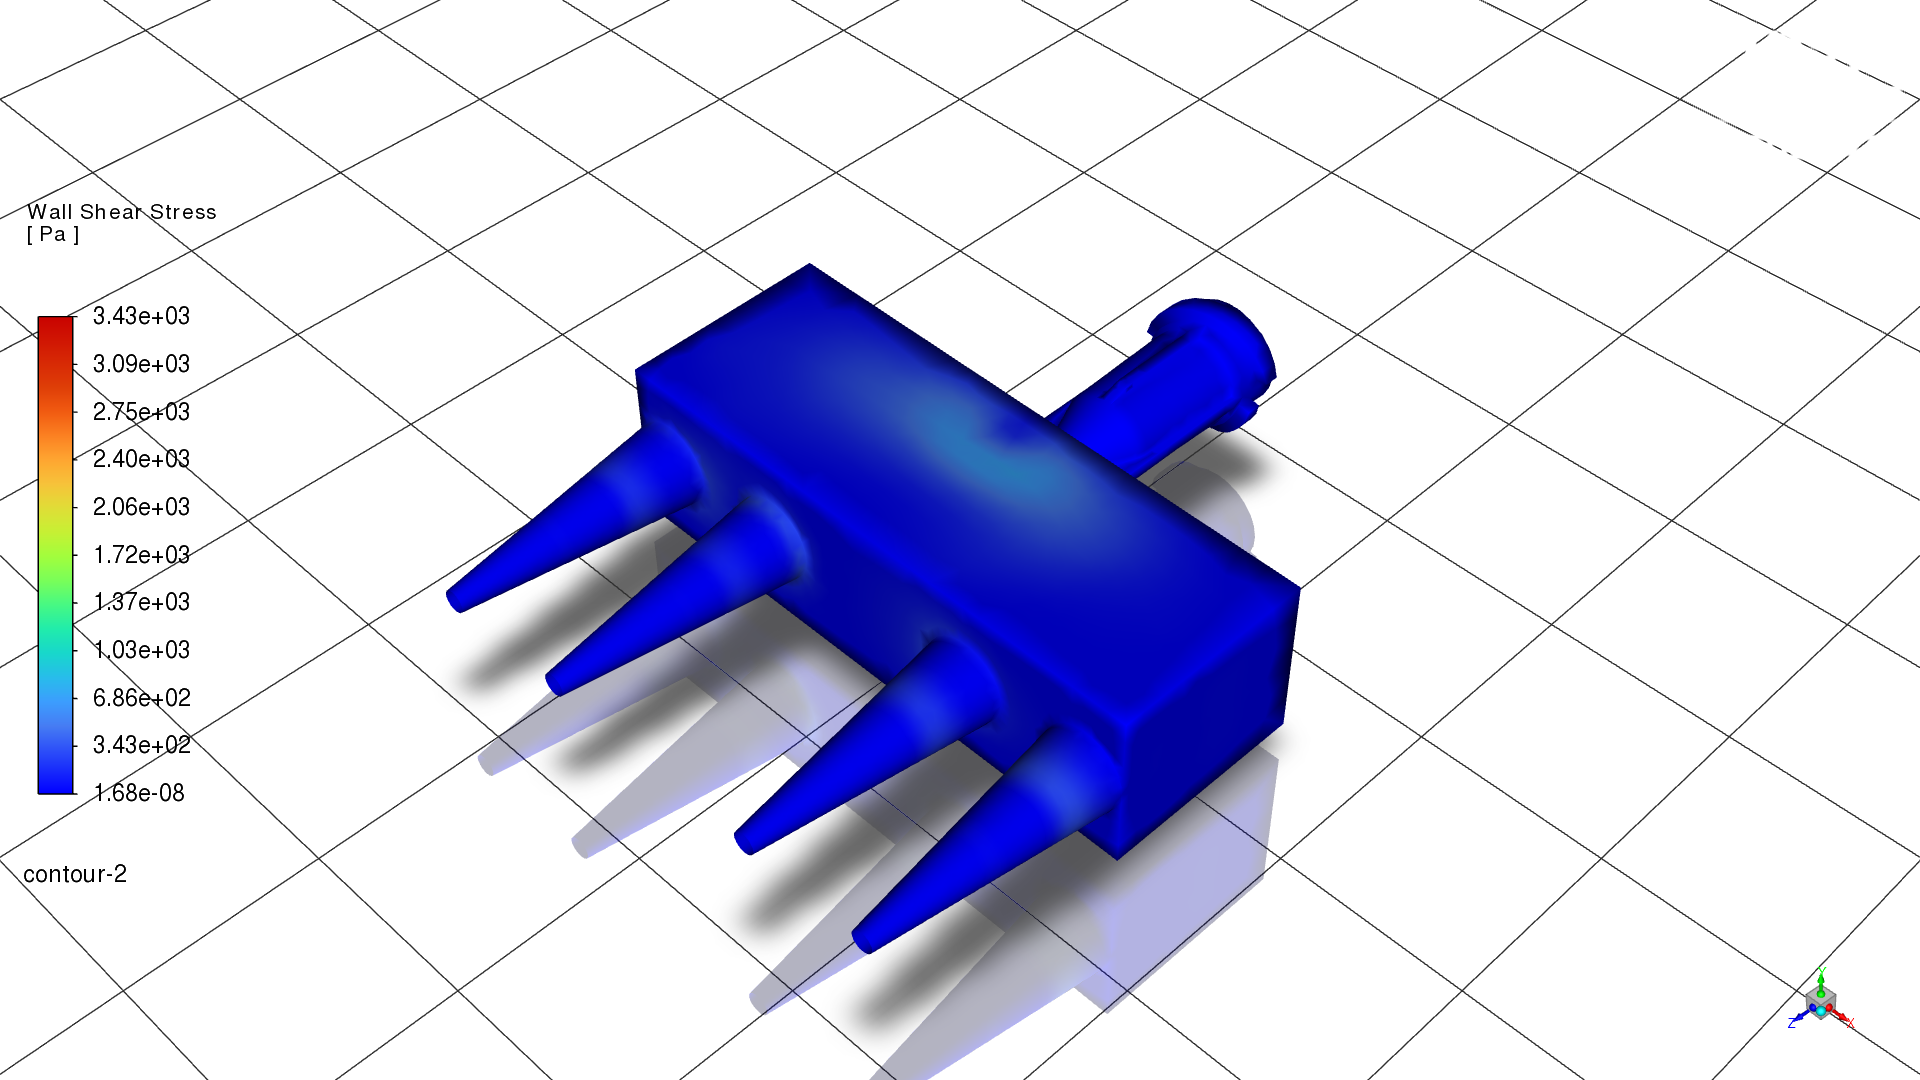 Wall Shear Stress
[ Pa ]
3.43e+03
3.09e+03
2.75e+03
2.40e+03
2.06e+03
1.72e+03
1.37e+03
1.03e+03
6.86e+02
3.43e+02
1.68e-08
contour-2
Y
Z
X